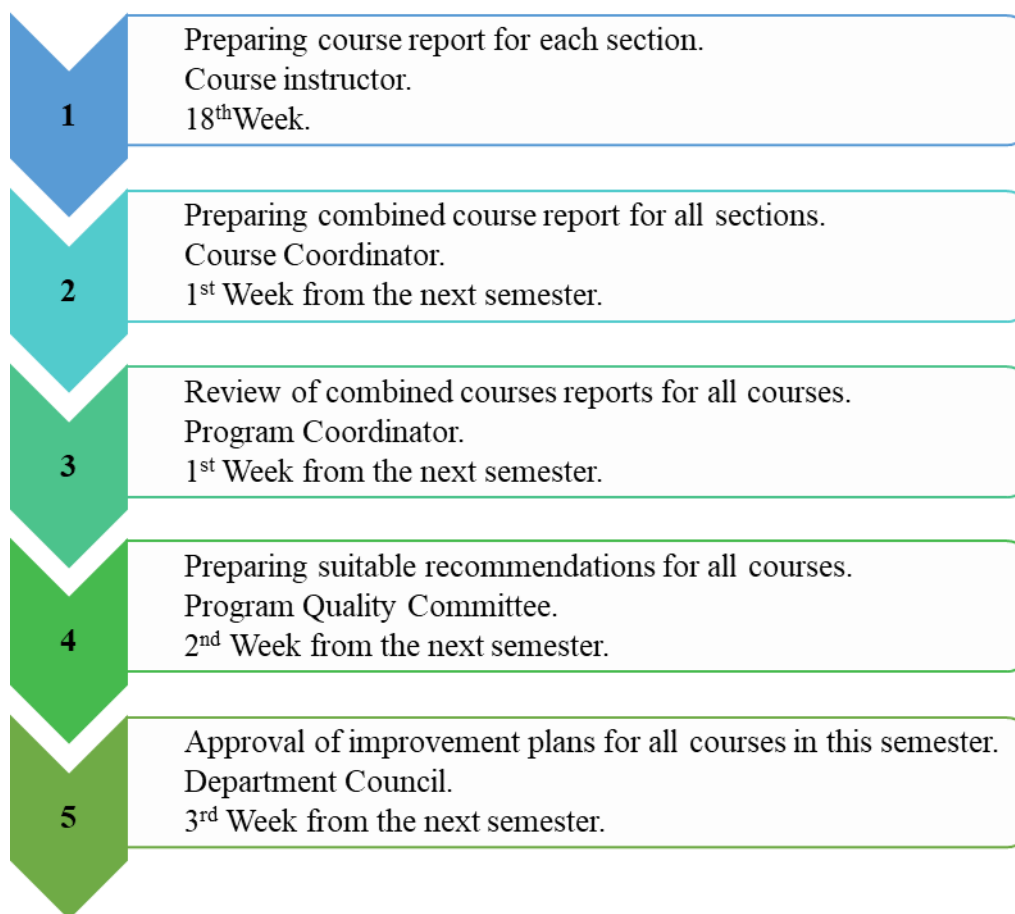 1
Preparing course report for each section.
Course instructor.
18thWeek.
2
Preparing combined course report for all sections.
Course Coordinator.
1st Week from the next semester.
3
Review of combined courses reports for all courses.
Program Coordinator.
1st Week from the next semester.
4
Preparing suitable recommendations for all courses.
Program Quality Committee.
2nd Week from the next semester.
5
Approval of improvement plans for all courses in this semester.
Department Council.
3rd Week from the next semester.